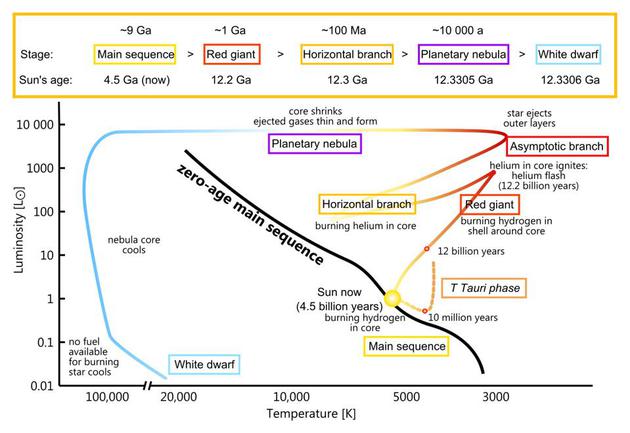 ~9 Ga ~1 Ga ~100 Ma ~10 000 a
Stage: Main sequence > Red giant > Horizontal branch > Planetary nebula > White dwarf
Sun's age: 4.5 Ga (now) 12.2 Ga 12.3 Ga 12.3305 Ga 12.3306 Ga
core shrinks
ejected gases thin and form
Planetary nebula
star ejects
outer layers
Asymptotic branch
helium in core ignites:
helium flash
(12.2 billion years)
zero-age main sequence
Horizontal branch
burning helium in core
Red giant
burning hydrogen in
shell around core
nebula core
cools
12 billion years
T Tauri phase
Sun now
(4.5 billion years)
burning hydrogen
in core
10 million years
Main sequence
no fuel
available
for burning
star cools
White dwarf
Luminosity [L☉]
10 000
1000
100
10
1
0.1
0.01
100,000 20,000 10,000 5000 3000
Temperature [K]